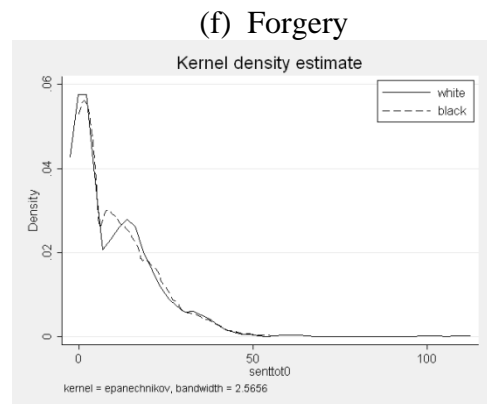 (f) Forgery
Kernel density estimate
white
black
.06
.04
.02
0
Density
0
50
100
senttot0
kernel = epanechnikov, bandwidth = 2.5656